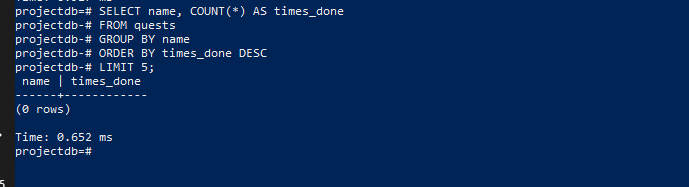 projectdb=# SELECT name, COUNT(*) AS times_done
projectdb-# FROM quests
projectdb-# GROUP BY name
projectdb-# ORDER BY times_done DESC
projectdb-# LIMIT 5;
 name | times_done
------+------------
(0 rows)
Time: 0.652 ms
projectdb=#